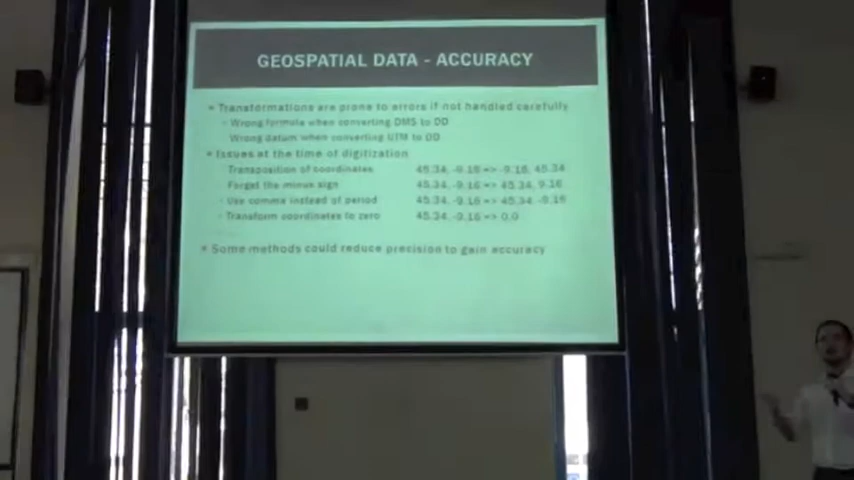 GEOSPATIAL DATA - ACCURACY
Transformations are prone to errors if not handled carefully
Wrong formula when converting DMS to DD
Wrong datum when converting UTM to DD
Issues at the time of digitization
Transposition of coordinates 45.34, -9.16 => -9.16, 45.34
Forget the minus sign 45.34, -9.16 => 45.34, 9.16
Use comma instead of period 45.34, -9.16 => 45,34, -9,16
Transform coordinates to zero 45.34, -9.16 => 0,0
Some methods could reduce precision to gain accuracy